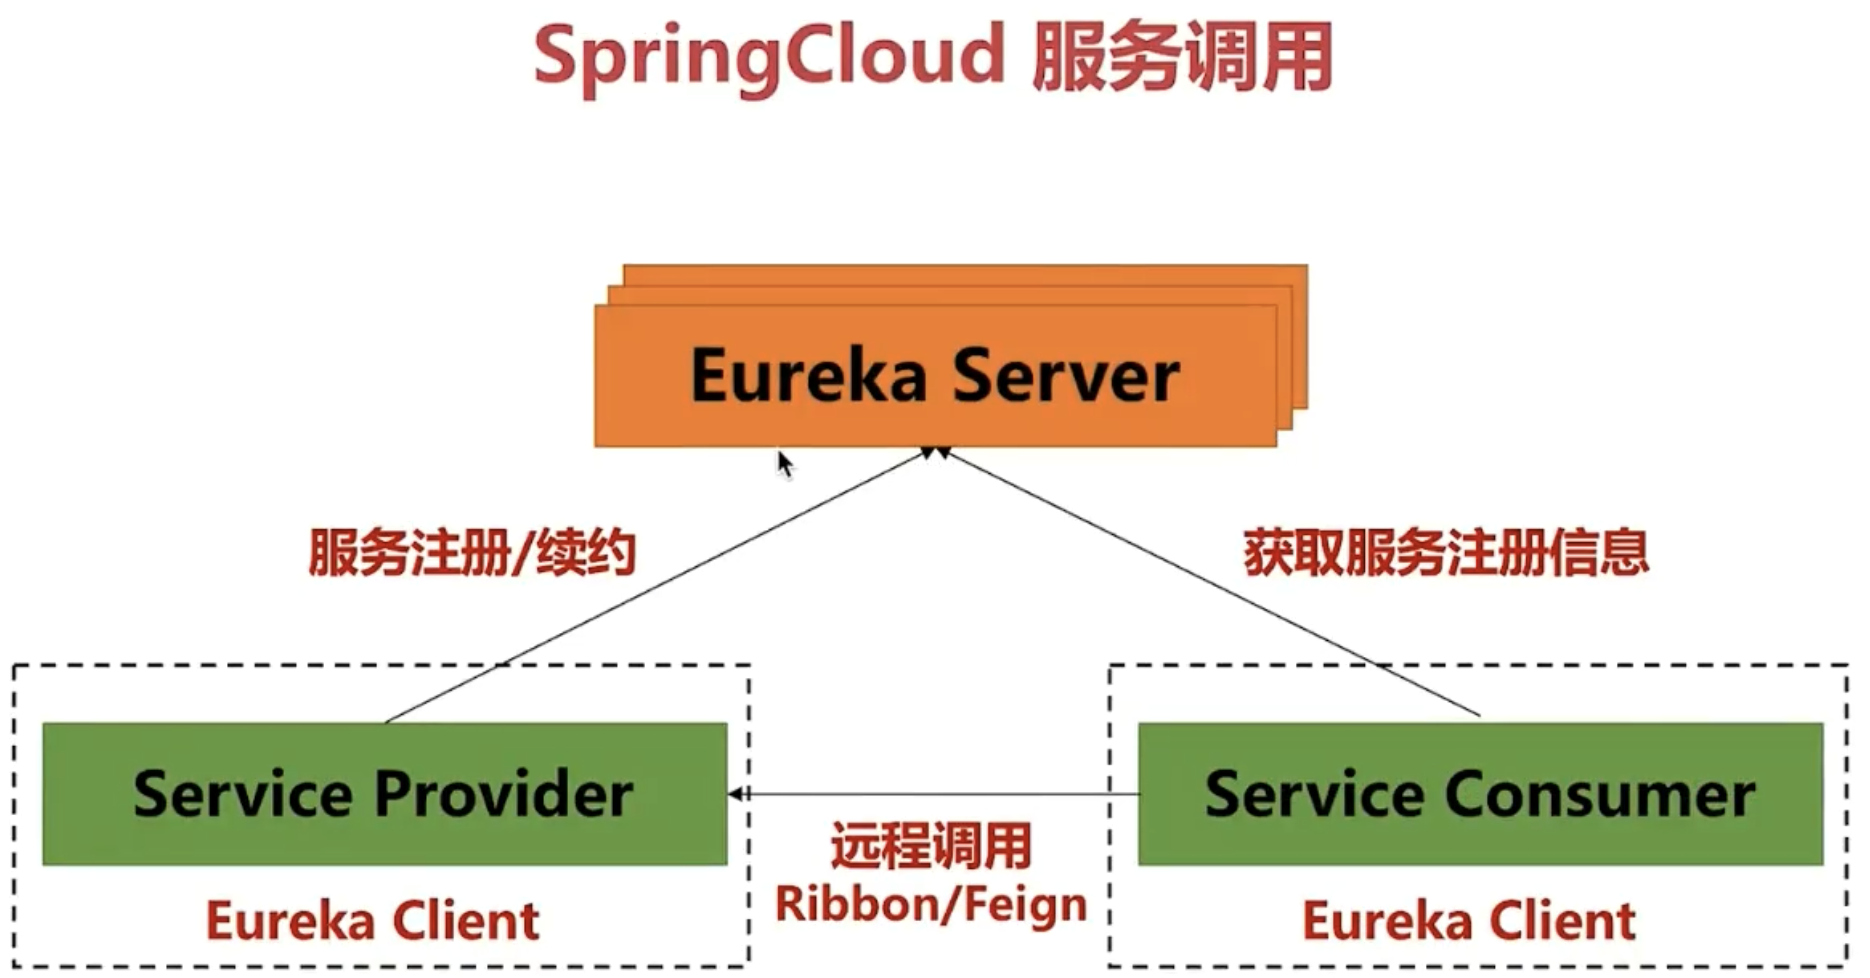 SpringCloud 服务调用
Eureka Server
服务注册/续约
获取服务注册信息
Service Provider
Service Consumer
远程调用
Ribbon/Feign
Eureka Client
Eureka Client